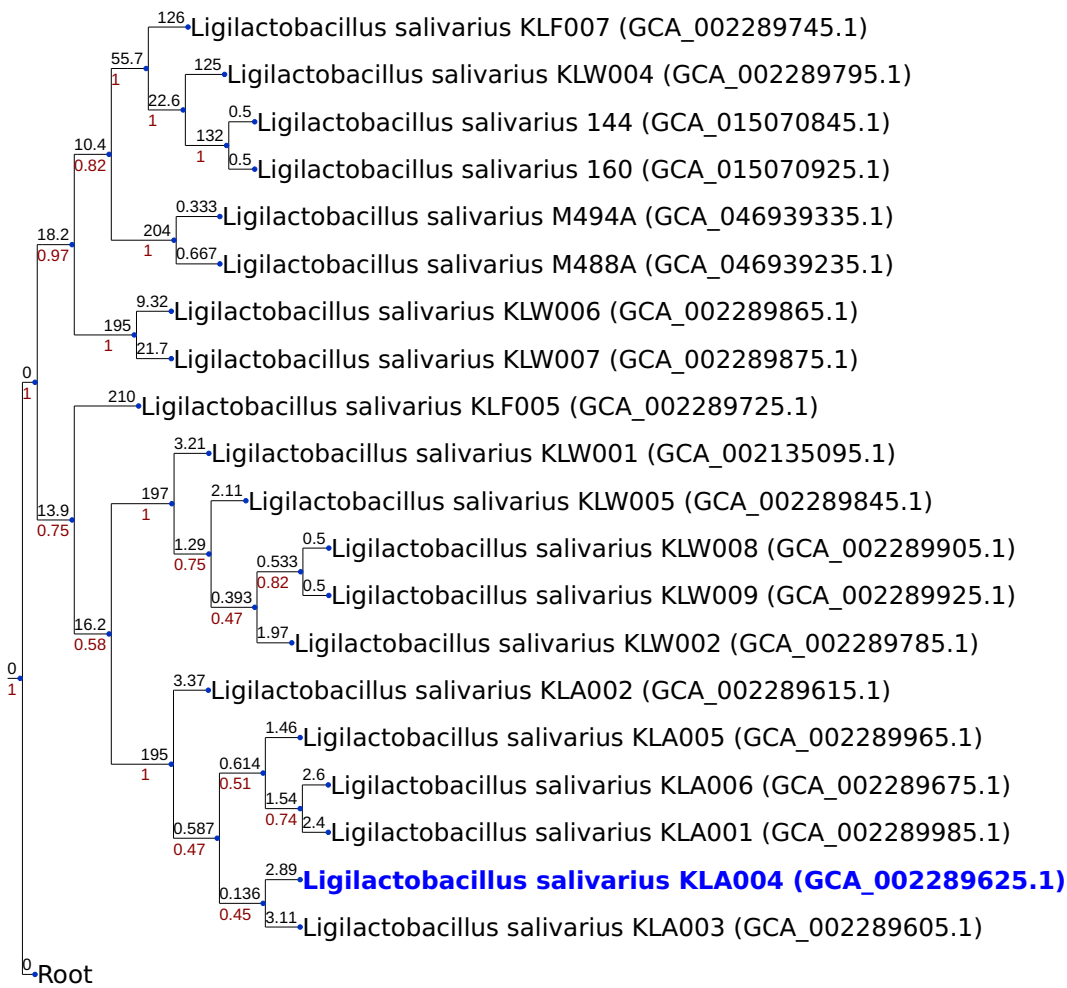 126
Ligilactobacillus salivarius KLF007 (GCA_002289745.1)
55.7
1
125
Ligilactobacillus salivarius KLW004 (GCA_002289795.1)
22.6
1
0.5
Ligilactobacillus salivarius 144 (GCA_015070845.1)
132
1
0.5
Ligilactobacillus salivarius 160 (GCA_015070925.1)
10.4
0.82
0.333
Ligilactobacillus salivarius M494A (GCA_046939335.1)
204
1
0.667
Ligilactobacillus salivarius M488A (GCA_046939235.1)
18.2
0.97
9.32
Ligilactobacillus salivarius KLW006 (GCA_002289865.1)
195
1
21.7
Ligilactobacillus salivarius KLW007 (GCA_002289875.1)
0
1
210
Ligilactobacillus salivarius KLF005 (GCA_002289725.1)
3.21
Ligilactobacillus salivarius KLW001 (GCA_002135095.1)
197
1
2.11
Ligilactobacillus salivarius KLW005 (GCA_002289845.1)
13.9
0.75
1.29
0.75
0.5
Ligilactobacillus salivarius KLW008 (GCA_002289905.1)
0.533
0.82
0.5
Ligilactobacillus salivarius KLW009 (GCA_002289925.1)
0.393
0.47
1.97
Ligilactobacillus salivarius KLW002 (GCA_002289785.1)
16.2
0.58
0
1
3.37
Ligilactobacillus salivarius KLA002 (GCA_002289615.1)
195
1
1.46
Ligilactobacillus salivarius KLA005 (GCA_002289965.1)
0.614
0.51
2.6
Ligilactobacillus salivarius KLA006 (GCA_002289675.1)
1.54
0.74
2.4
Ligilactobacillus salivarius KLA001 (GCA_002289985.1)
0.587
0.47
2.89
Ligilactobacillus salivarius KLA004 (GCA_002289625.1)
0.136
0.45
3.11
Ligilactobacillus salivarius KLA003 (GCA_002289605.1)
0
Root